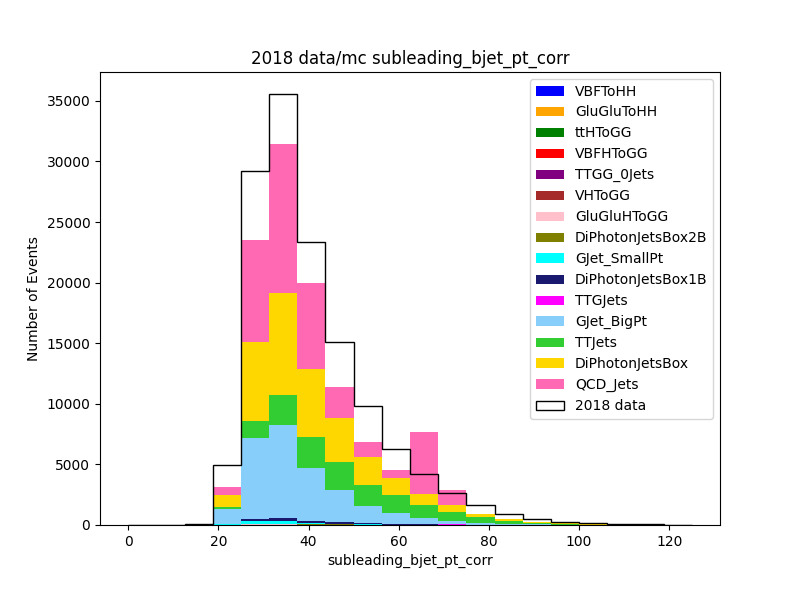 2018 data/mc subleading_bjet_pt_corr
Number of Events
35000
30000
25000
20000
15000
10000
5000
0
0 20 40 60 80 100 120
subleading_bjet_pt_corr
VBFToHH
GluGluToHH
ttHToGG
VBFHToGG
TTGG_0Jets
VHToGG
GluGluHToGG
DiPhotonJetsBox2B
GJet_SmallPt
DiPhotonJetsBox1B
TTGJets
GJet_BigPt
TTJets
DiPhotonJetsBox
QCD_Jets
2018 data